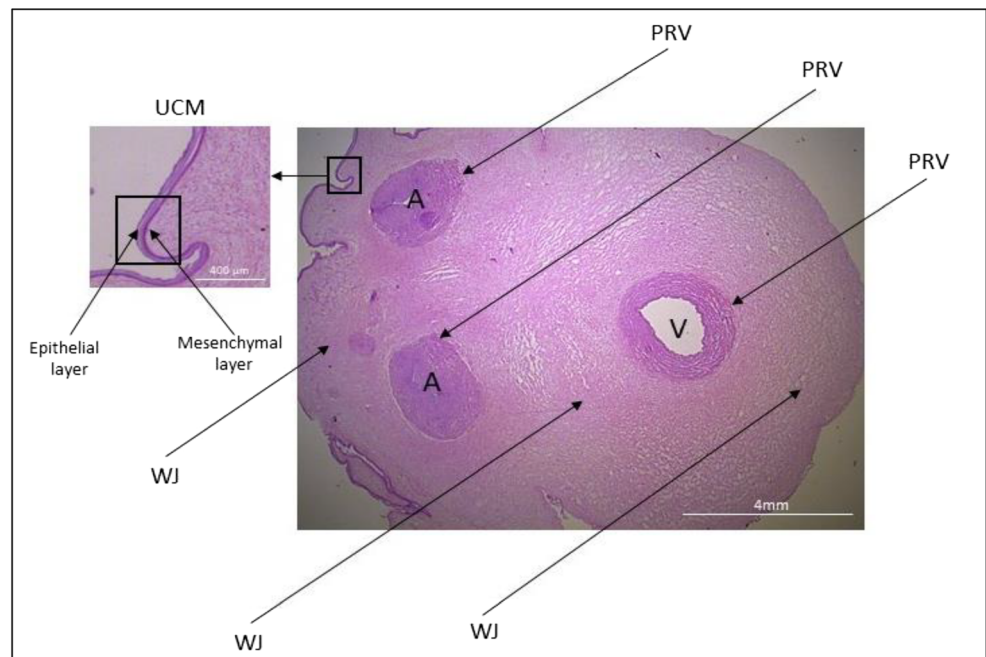 PRV
PRV
UCM
PRV
A
400 µm
V
Epithelial
layer
Mesenchymal
layer
A
WJ
4mm
WJ
WJ